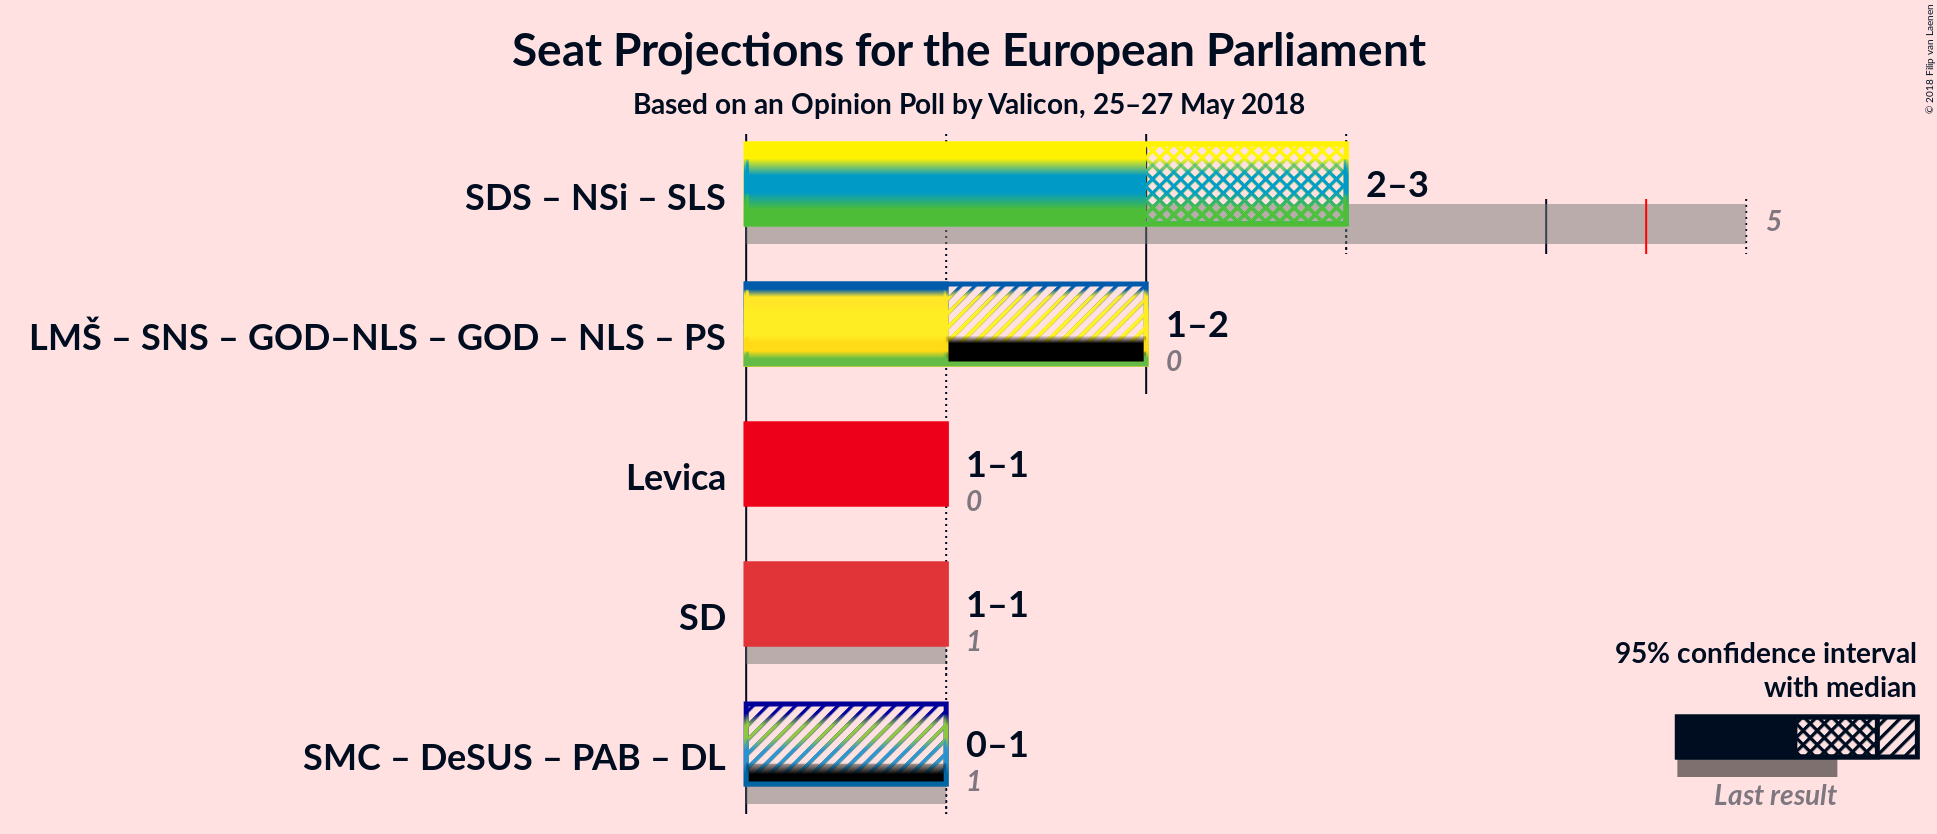 Seat Projections for the European Parliament
Based on an Opinion Poll by Valicon, 25–27 May 2018
© 2018 Filip van Laenen
SDS – NSi – SLS
2–3
5
LMŠ – SNS – GOD–NLS – GOD – NLS – PS
1–2
0
Levica
1–1
0
SD
1–1
1
SMC – DeSUS – PAB – DL
0–1
1
95% confidence interval
with median
Last result